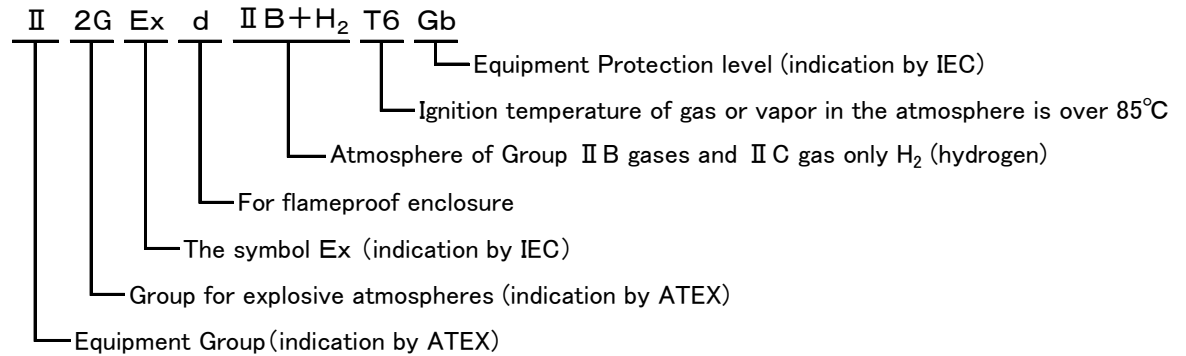 Ⅱ 2G Ex d ⅡB+H₂ T6 Gb
Equipment Protection level (indication by IEC)
Ignition temperature of gas or vapor in the atmosphere is over 85℃
Atmosphere of Group ⅡB gases and ⅡC gas only H₂ (hydrogen)
For flameproof enclosure
The symbol Ex (indication by IEC)
Group for explosive atmospheres (indication by ATEX)
Equipment Group(indication by ATEX)